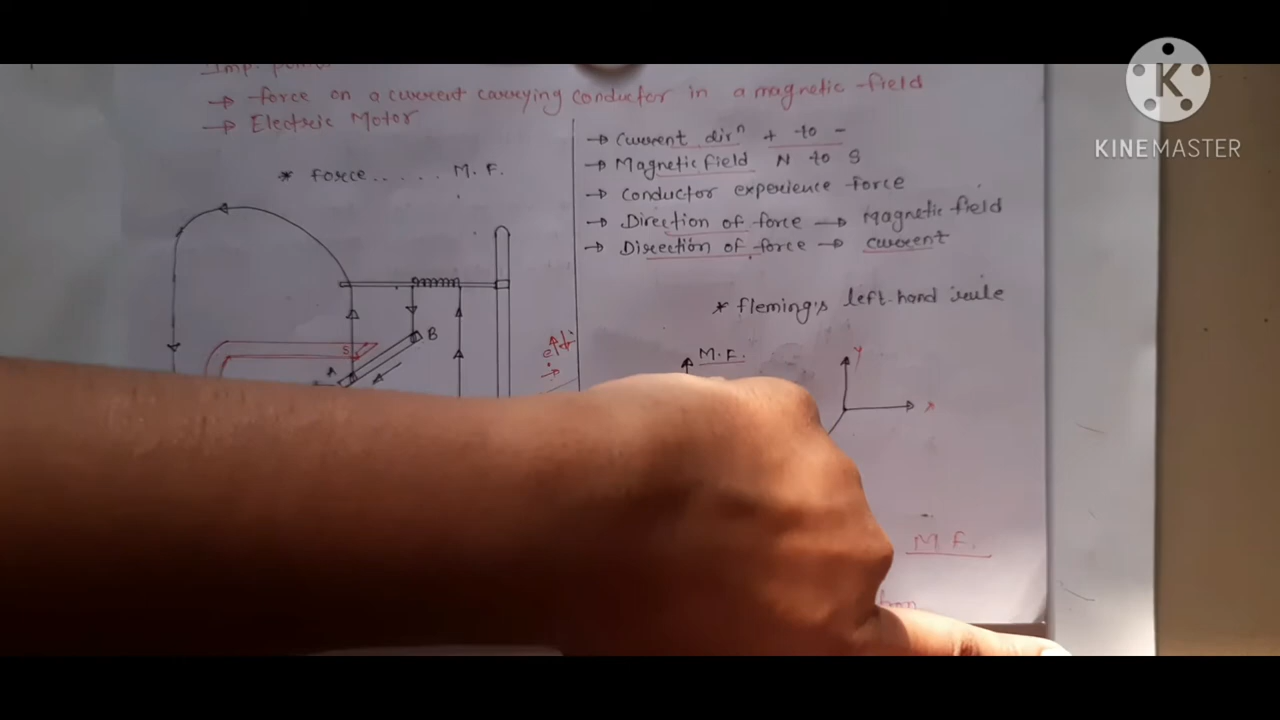 Imp.
→ force on a current carrying conductor in a magnetic field
→ Electric Motor
* force..... M.F.
→ Current dirⁿ + to -
→ Magnetic field N to S
→ Conductor experience force
→ Direction of force → Magnetic field
→ Direction of force → current
* fleming's left-hand rule
S
A
B
M.F.
Y
X
M F.
K
KINEMASTER